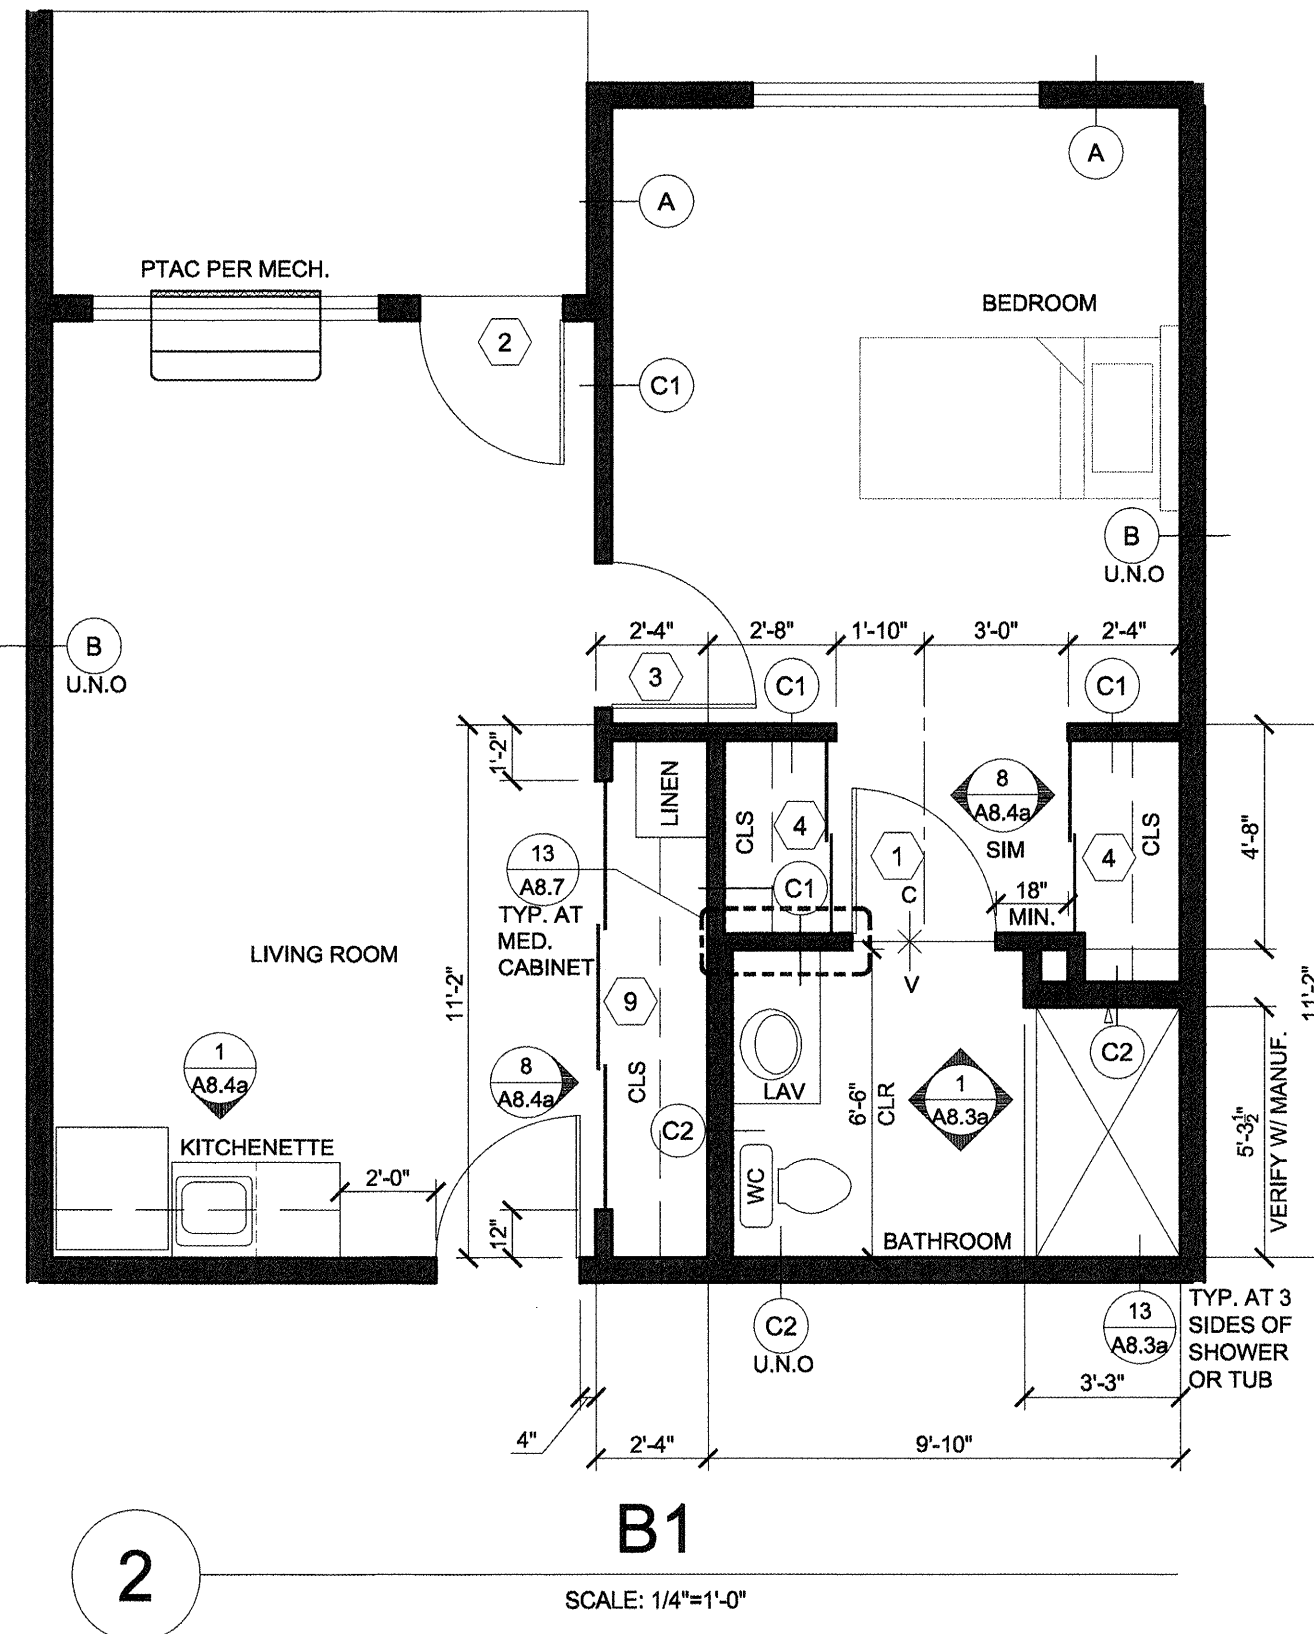 A
A
PTAC PER MECH.
BEDROOM
2
C1
B
U.N.O
B
U.N.O
2'-4"
2'-8"
1'-10"
3'-0"
2'-4"
3
C1
C1
1'-2"
LINEN
CLS
4
8
A8.4a
SIM
4
CLS
4'-8"
13
A8.7
TYP. AT
MED.
CABINET
1
C
C1
18"
MIN.
LIVING ROOM
11'-2"
9
V
11'-2"
C2
1
A8.4a
8
A8.4a
CLS
LAV
6'-6"
CLR
1
A8.3a
5'-3½"
VERIFY W/ MANUF.
C2
KITCHENETTE
2'-0"
WC
12"
BATHROOM
C2
U.N.O
13
A8.3a
TYP. AT 3
SIDES OF
SHOWER
OR TUB
3'-3"
4"
2'-4"
9'-10"
B1
2
SCALE: 1/4"=1'-0"